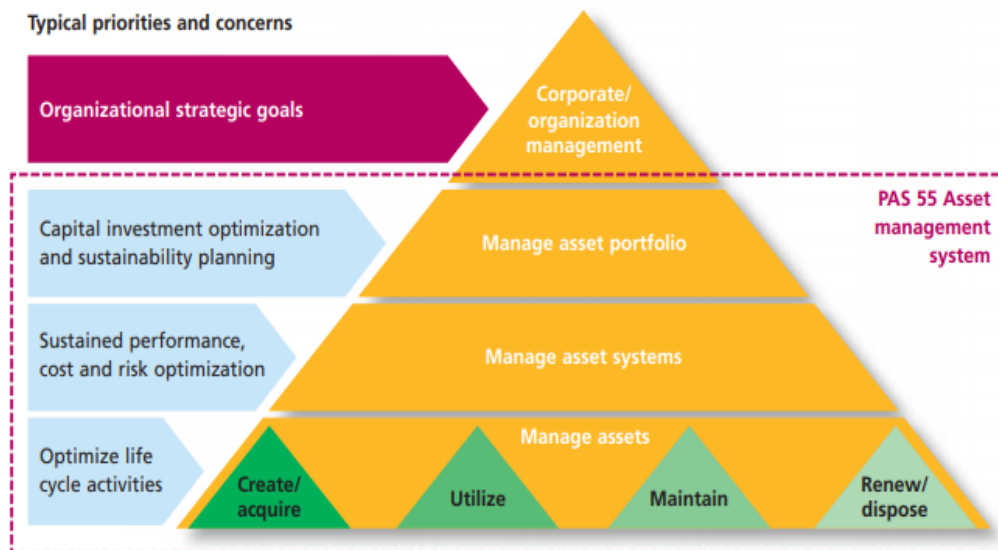 Typical priorities and concerns
Organizational strategic goals
Corporate/
organization
management
PAS 55 Asset
management
system
Capital investment optimization
and sustainability planning
Manage asset portfolio
Sustained performance,
cost and risk optimization
Manage asset systems
Optimize life
cycle activities
Manage assets
Create/
acquire
Utilize
Maintain
Renew/
dispose